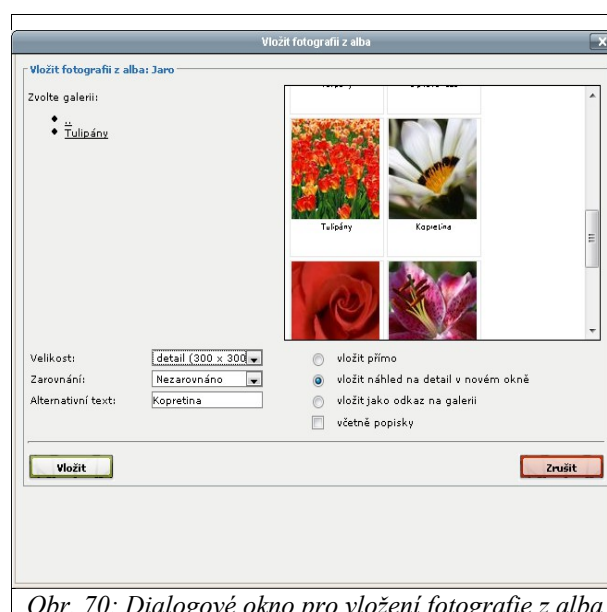 Vložit fotografii z alba
Vložit fotografii z alba: Jaro
Zvolte galerii:
..
Tulipány
Tulipány Kopretina
Velikost: detail (300 x 300
Zarovnání: Nezarovnáno
Alternativní text: Kopretina
vložit přímo
vložit náhled na detail v novém okně
vložit jako odkaz na galerii
včetně popisky
Vložit Zrušit
Obr. 70: Dialogové okno pro vložení fotografie z alba